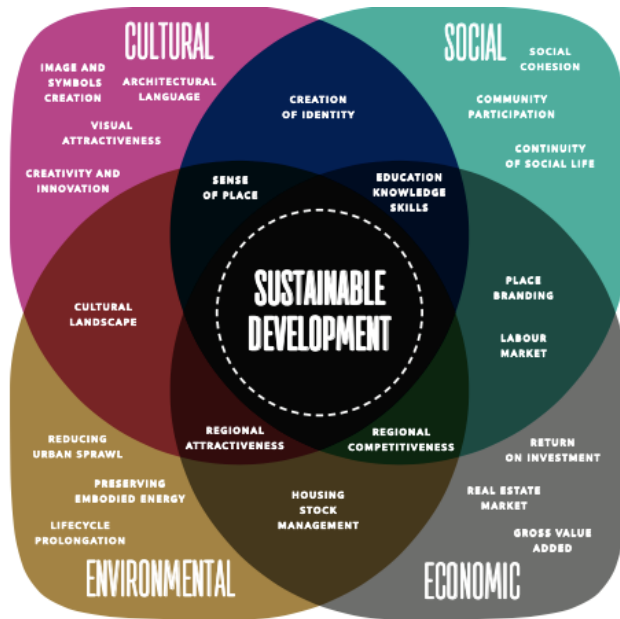 CULTURAL
IMAGE AND
SYMBOLS
CREATION
ARCHITECTURAL
LANGUAGE
VISUAL
ATTRACTIVENESS
CREATIVITY AND
INNOVATION
CREATION
OF IDENTITY
SOCIAL
SOCIAL
COHESION
COMMUNITY
PARTICIPATION
CONTINUITY
OF SOCIAL LIFE
SENSE
OF PLACE
EDUCATION
KNOWLEDGE
SKILLS
CULTURAL
LANDSCAPE
SUSTAINABLE
DEVELOPMENT
PLACE
BRANDING
LABOUR
MARKET
REGIONAL
ATTRACTIVENESS
REGIONAL
COMPETITIVENESS
REDUCING
URBAN SPRAWL
PRESERVING
EMBODIED ENERGY
LIFECYCLE
PROLONGATION
ENVIRONMENTAL
HOUSING
STOCK
MANAGEMENT
RETURN
ON INVESTMENT
REAL ESTATE
MARKET
GROSS VALUE
ADDED
ECONOMIC